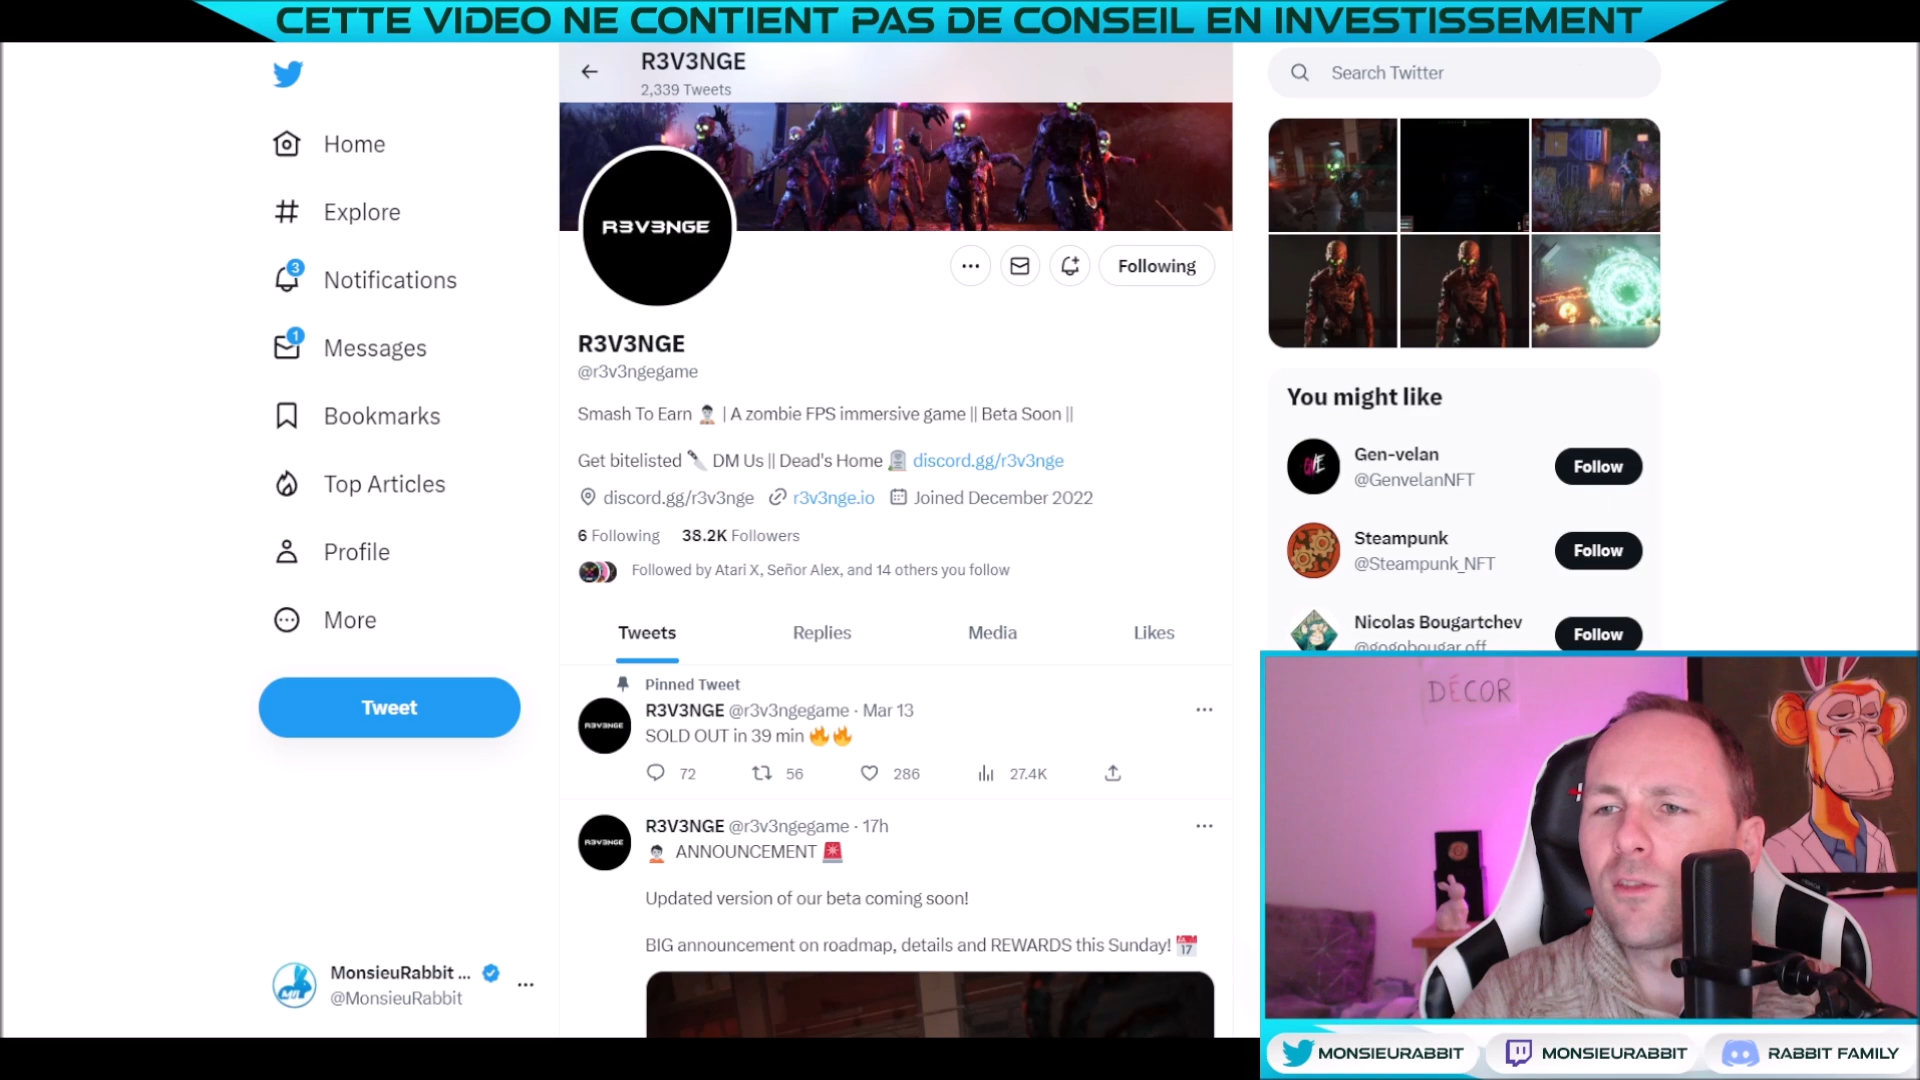 CETTE VIDEO NE CONTIENT PAS DE CONSEIL EN INVESTISSEMENT
R3V3NGE
2,339 Tweets
Search Twitter
Home
Explore
3
Notifications
1
Messages
Bookmarks
Top Articles
Profile
More
Tweet
MonsieuRabbit ...
@MonsieuRabbit
R3V3NGE
Following
R3V3NGE
@r3v3ngegame
Smash To Earn | A zombie FPS immersive game || Beta Soon ||
Get bitelisted DM Us || Dead's Home discord.gg/r3v3nge
discord.gg/r3v3nge r3v3nge.io Joined December 2022
6 Following 38.2K Followers
Followed by Atari X, Señor Alex, and 14 others you follow
Tweets Replies Media Likes
Pinned Tweet
R3V3NGE @r3v3ngegame · Mar 13
SOLD OUT in 39 min 🔥🔥
72 56 286 27.4K
R3V3NGE
R3V3NGE @r3v3ngegame · 17h
ANNOUNCEMENT 🚨
R3V3NGE
Updated version of our beta coming soon!
BIG announcement on roadmap, details and REWARDS this Sunday! 📅
You might like
Gen-velan
@GenvelanNFT
Follow
Steampunk
@Steampunk_NFT
Follow
Nicolas Bougartchev
@gogobougar.off
Follow
DÉCOR
MONSIEURABBIT MONSIEURABBIT RABBIT FAMILY